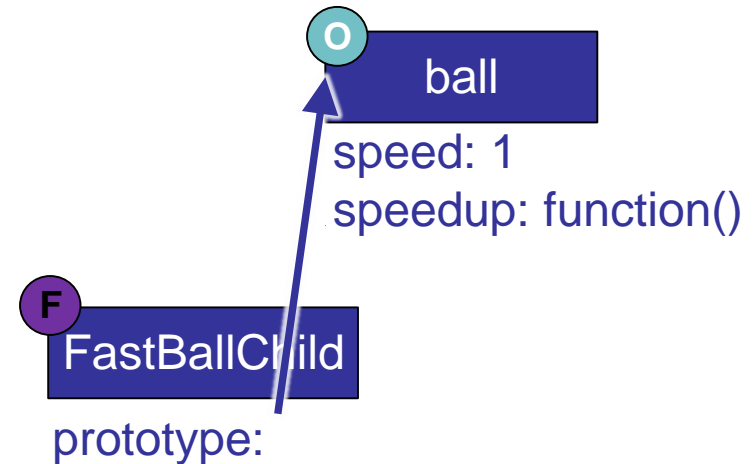 O
ball
speed: 1
speedup: function()
F
FastBallChild
prototype: